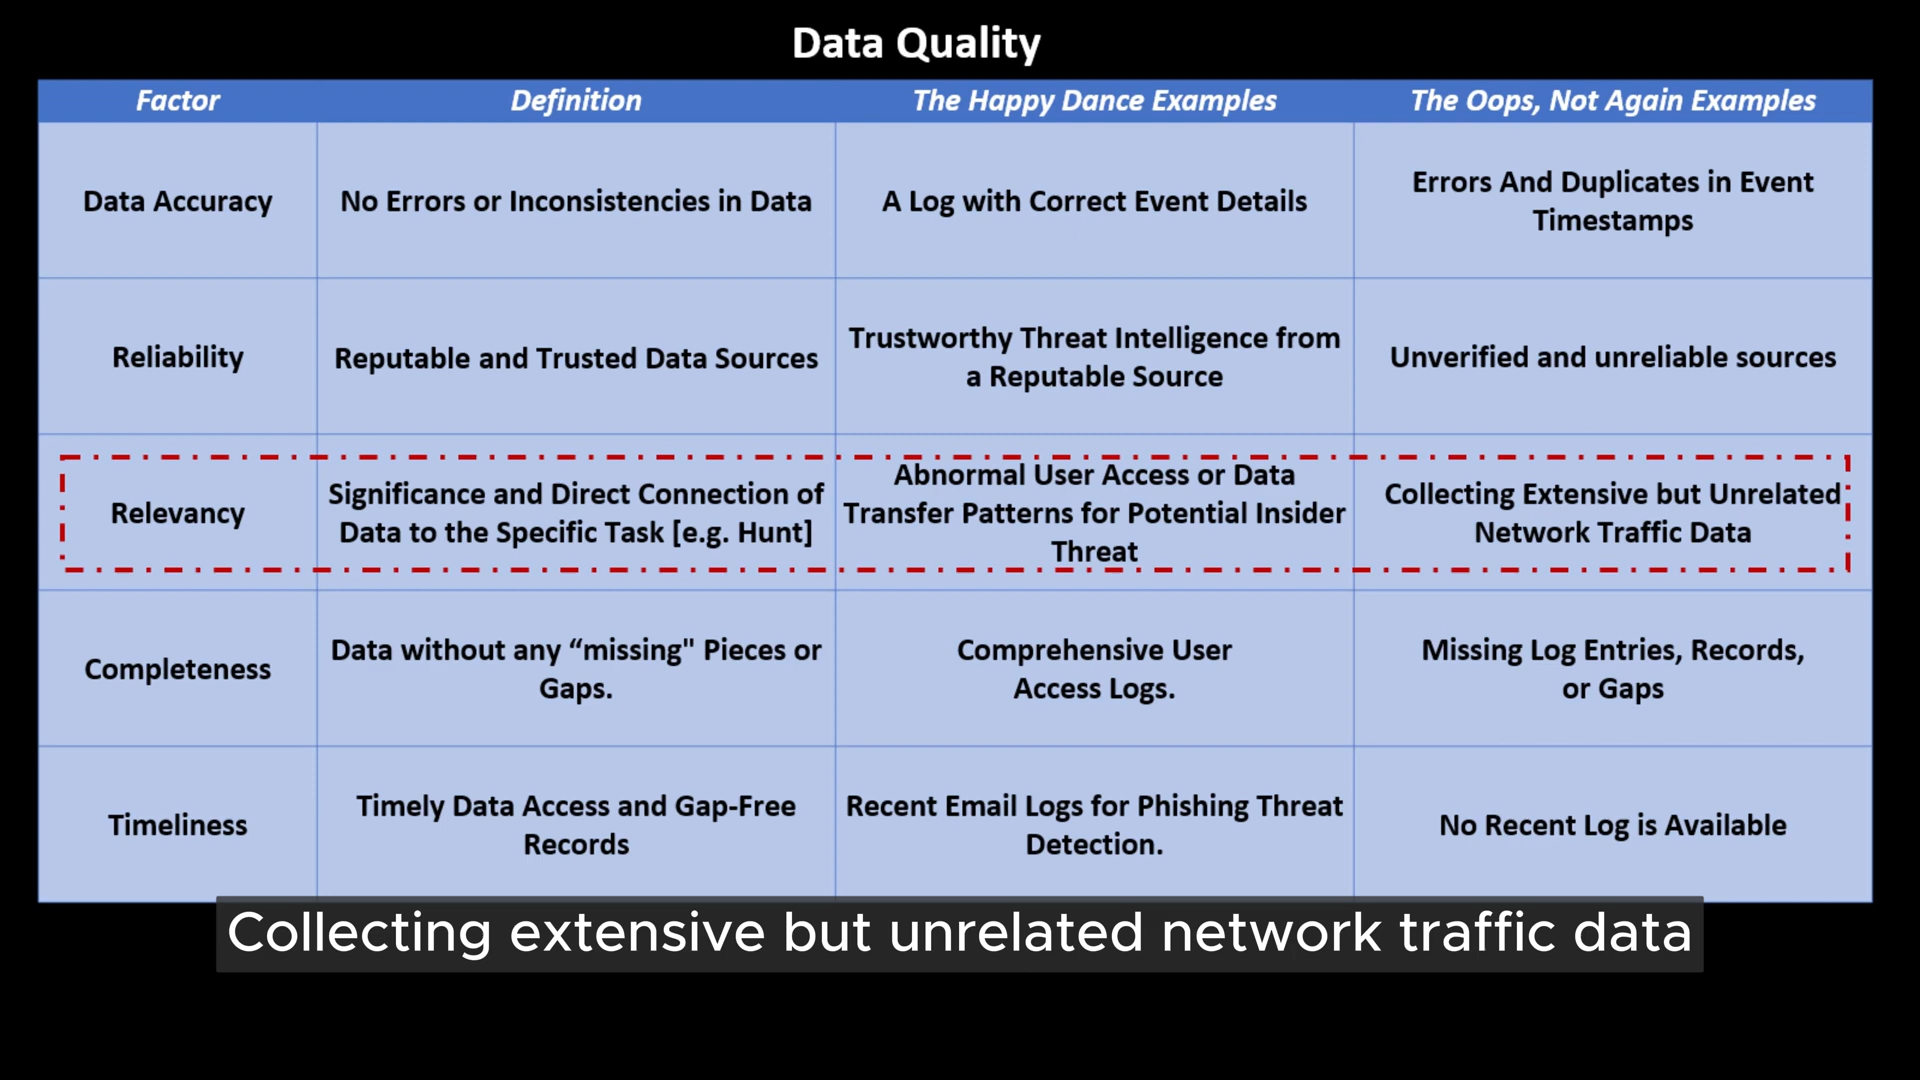 Data Quality
Factor
Definition
The Happy Dance Examples
The Oops, Not Again Examples
Data Accuracy
No Errors or Inconsistencies in Data
A Log with Correct Event Details
Errors And Duplicates in Event
Timestamps
Reliability
Reputable and Trusted Data Sources
Trustworthy Threat Intelligence from
a Reputable Source
Unverified and unreliable sources
Relevancy
Significance and Direct Connection of
Data to the Specific Task [e.g. Hunt]
Abnormal User Access or Data
Transfer Patterns for Potential Insider
Threat
Collecting Extensive but Unrelated
Network Traffic Data
Completeness
Data without any “missing" Pieces or
Gaps.
Comprehensive User
Access Logs.
Missing Log Entries, Records,
or Gaps
Timeliness
Timely Data Access and Gap-Free
Records
Recent Email Logs for Phishing Threat
Detection.
No Recent Log is Available
Collecting extensive but unrelated network traffic data